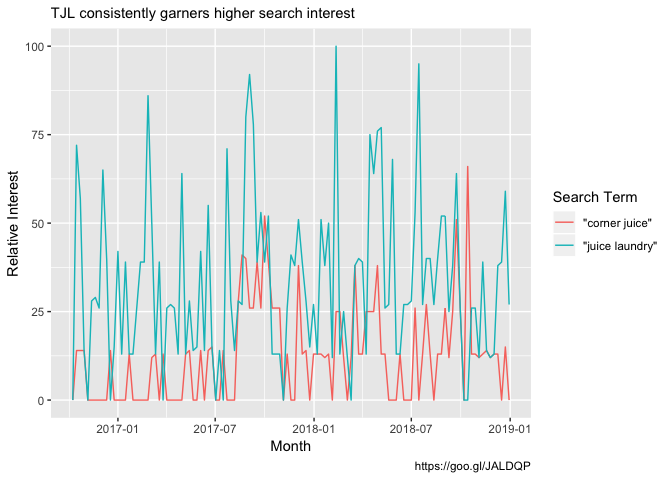 TJL consistently garners higher search interest
100
75
50
25
0
Relative Interest
2017-01 2017-07 2018-01 2018-07 2019-01
Month
Search Term
"corner juice"
"juice laundry"
https://goo.gl/JALDQP